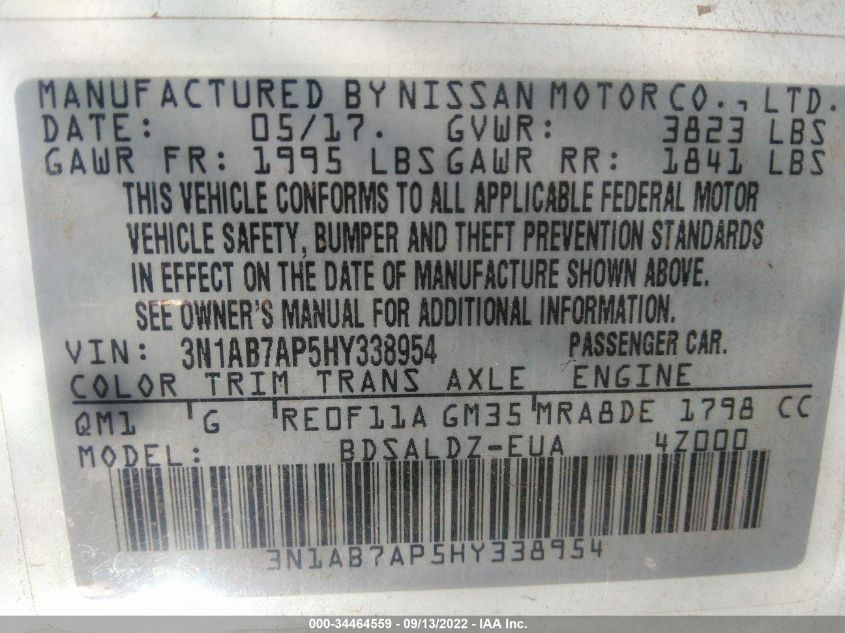 MANUFACTURED BY NISSAN MOTOR CO., LTD.
DATE: 05/17. GVWR: 3823 LBS
GAWR FR: 1995 LBS GAWR RR: 1841 LBS
THIS VEHICLE CONFORMS TO ALL APPLICABLE FEDERAL MOTOR
VEHICLE SAFETY, BUMPER AND THEFT PREVENTION STANDARDS
IN EFFECT ON THE DATE OF MANUFACTURE SHOWN ABOVE.
SEE OWNER'S MANUAL FOR ADDITIONAL INFORMATION.
VIN: 3N1AB7AP5HY338954 PASSENGER CAR.
COLOR TRIM TRANS AXLE ENGINE
QM1 G RE0F11A GM35 MRA8DE 1798 CC
MODEL: BDSALDZ-EUA 4Z000
3N1AB7AP5HY338954
000-34464559 - 09/13/2022 - IAA Inc.